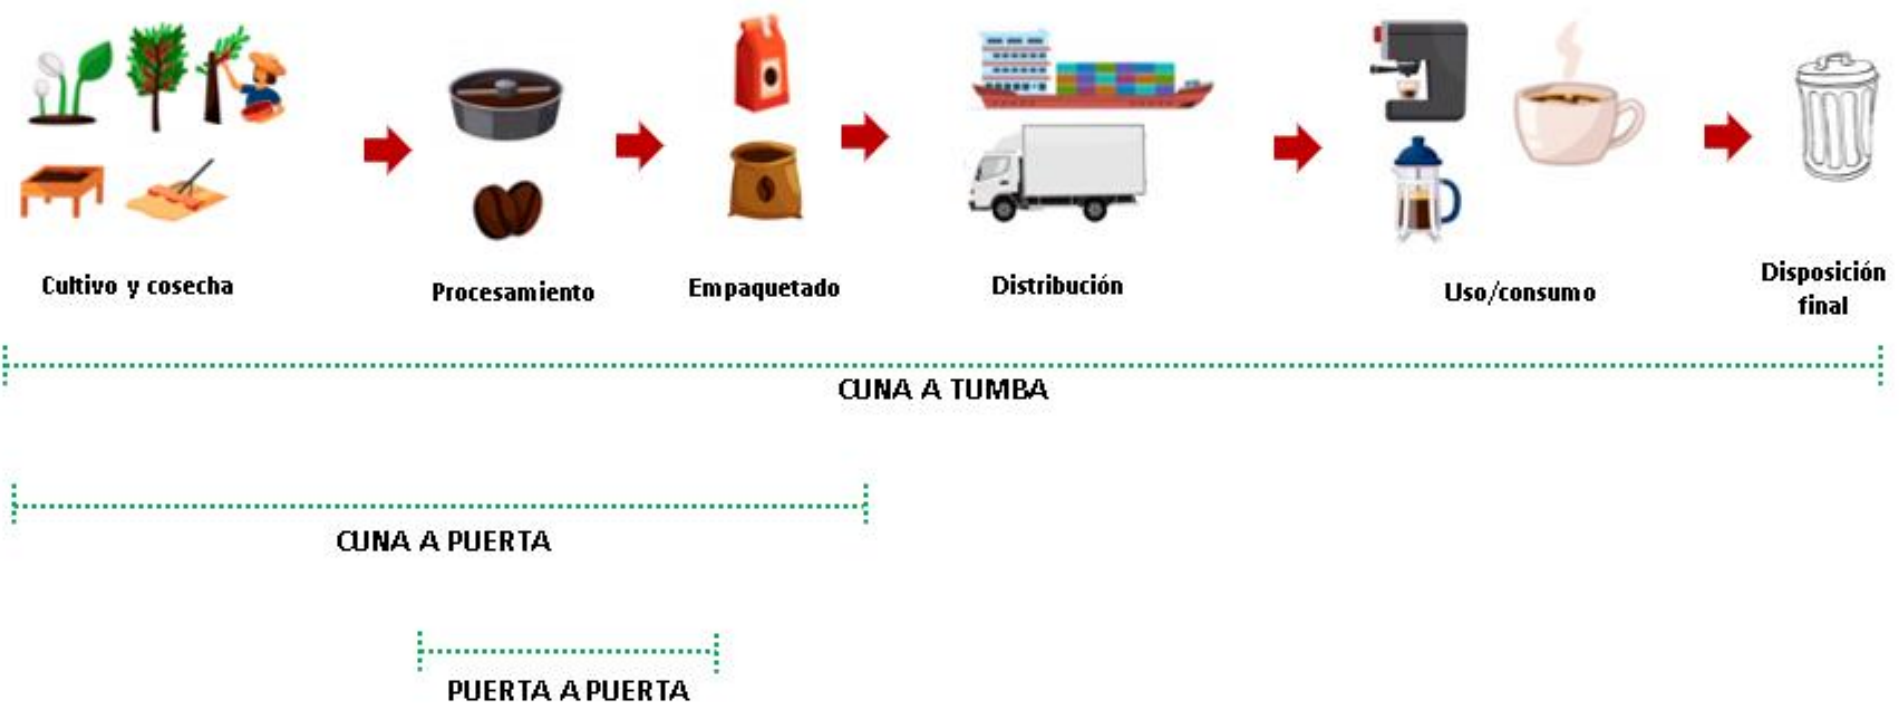 Cultivo y cosecha
Procesamiento
Empaquetado
Distribución
Uso/consumo
Disposición
final
CUNA A TUMBA
CUNA A PUERTA
PUERTA A PUERTA